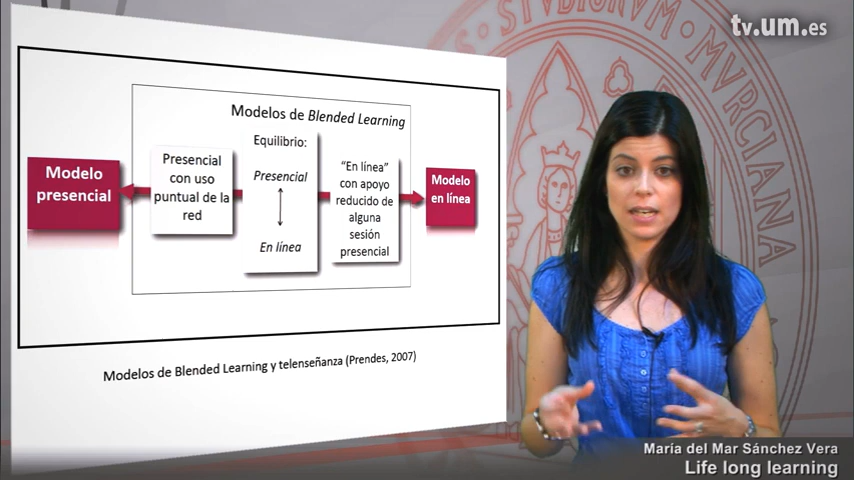 tv.um.es
STVDIORVM
MVRCIANA
Modelos de Blended Learning
Modelo
presencial
Presencial
con uso
puntual de la
red
Equilibrio:
Presencial
En línea
“En línea”
con apoyo
reducido de
alguna
sesión
presencial
Modelo
en línea
Modelos de Blended Learning y telenseñanza (Prendes, 2007)
María del Mar Sánchez Vera
Life long learning